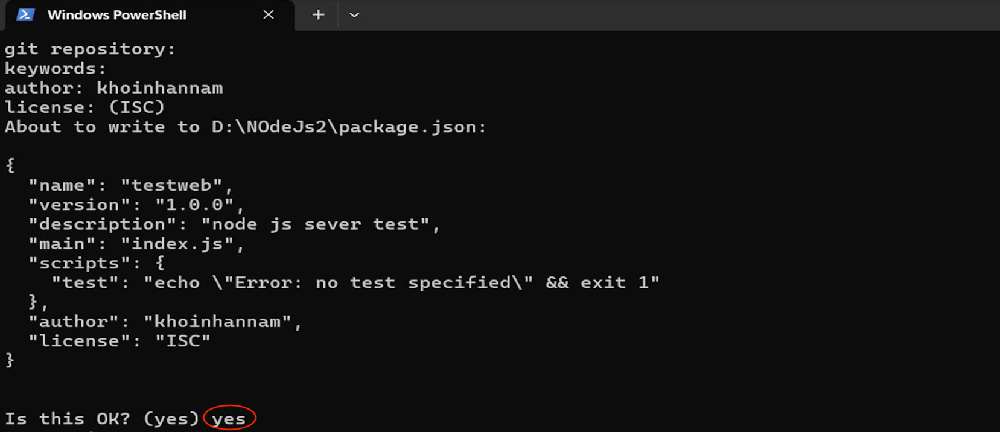 Windows PowerShell
git repository:
keywords:
author: khoinhannam
license: (ISC)
About to write to D:\NOdeJs2\package.json:
{
  "name": "testweb",
  "version": "1.0.0",
  "description": "node js sever test",
  "main": "index.js",
  "scripts": {
    "test": "echo \"Error: no test specified\" && exit 1"
  },
  "author": "khoinhannam",
  "license": "ISC"
}
Is this OK? (yes) yes